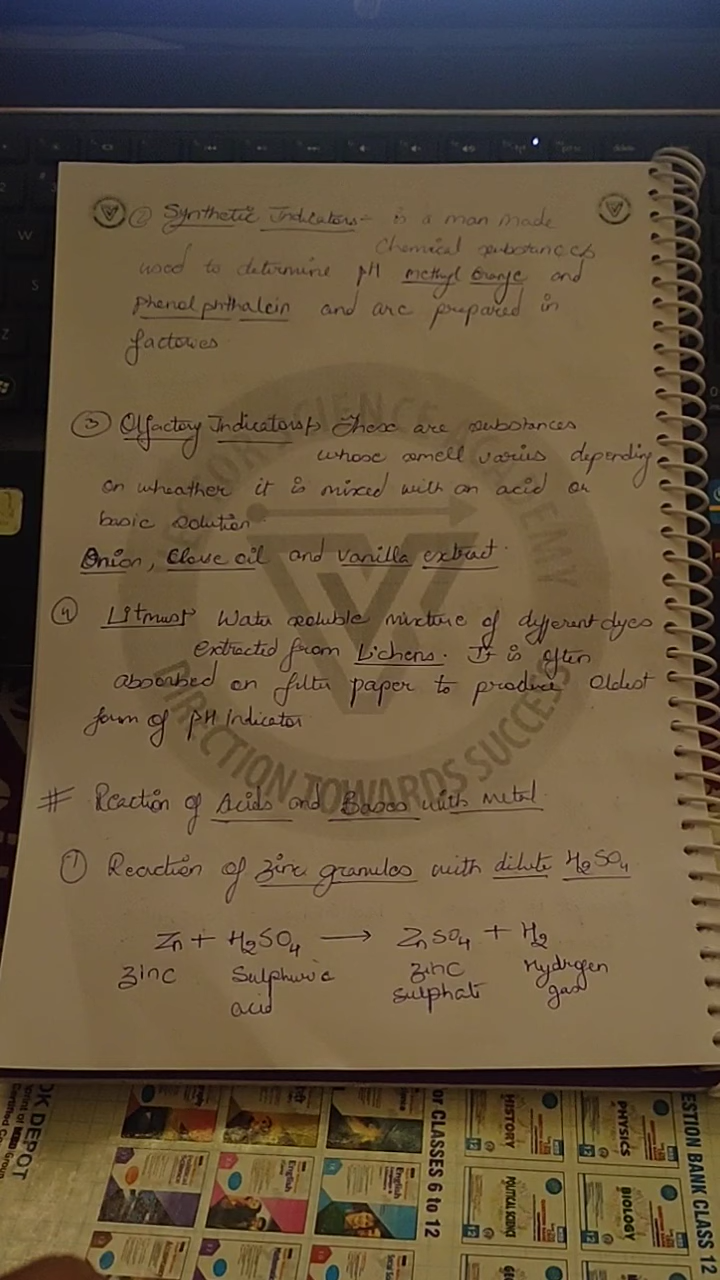 ② Synthetic Indicators - is a man made
chemical substances
used to determine pH methyl orange and
phenolphthalein and are prepared in
factories
③ Olfactory Indicators These are substances
whose smell varies depending
on wheather it is mixed with an acid or
basic solution
Onion, Clove oil and vanilla extract.
④ Litmus Water soluble mixture of different dyes
extracted from Lichens. It is often
absorbed on filter paper to produce oldest
form of pH indicator
# Reaction of Acids and Bases with Metal
① Reaction of Zinc granules with dilute H₂SO₄
Zn + H₂SO₄ → ZnSO₄ + H₂
Zinc Sulphuric acid Zinc sulphate Hydrogen gas
SCIENCE ACADEMY
DIRECTION TOWARDS SUCCESS
OK DEPOT
or CLASSES 6 to 12
ESTION BANK CLASS 12
HISTORY
PHYSICS
POLITICAL SCIENCE
BIOLOGY
English
English